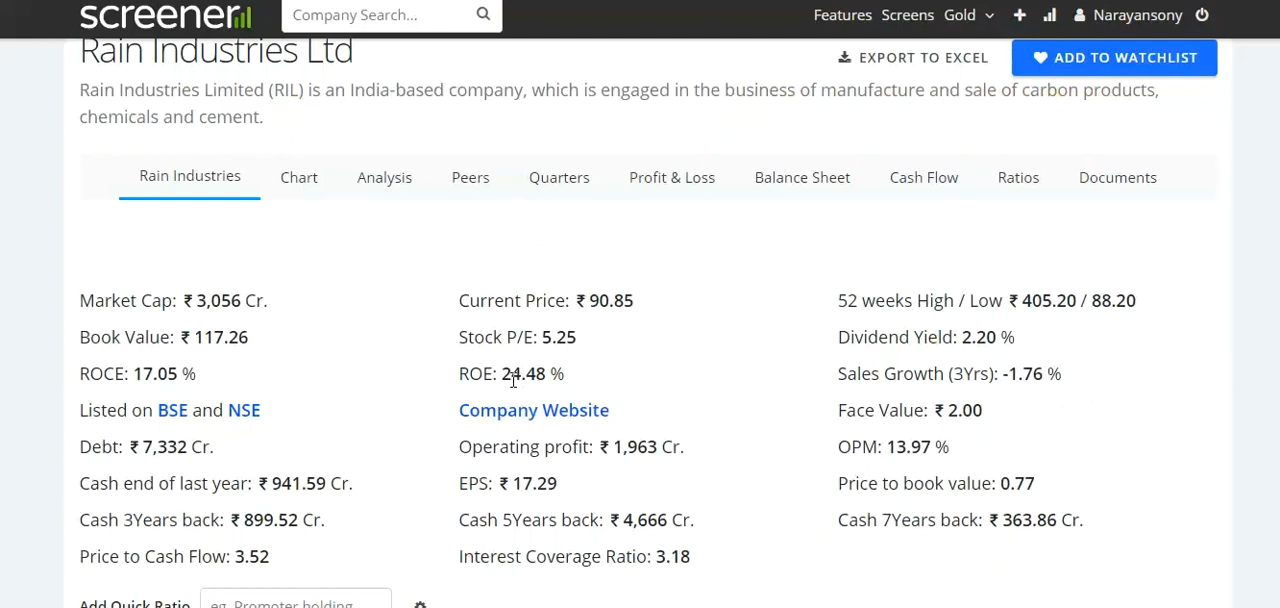 screener
Company Search...
Features Screens Gold Narayansony
Rain Industries Ltd
EXPORT TO EXCEL
ADD TO WATCHLIST
Rain Industries Limited (RIL) is an India-based company, which is engaged in the business of manufacture and sale of carbon products,
chemicals and cement.
Rain Industries Chart Analysis Peers Quarters Profit & Loss Balance Sheet Cash Flow Ratios Documents
Market Cap: ₹ 3,056 Cr. Current Price: ₹ 90.85 52 weeks High / Low ₹ 405.20 / 88.20
Book Value: ₹ 117.26 Stock P/E: 5.25 Dividend Yield: 2.20 %
ROCE: 17.05 % ROE: 24.48 % Sales Growth (3Yrs): -1.76 %
Listed on BSE and NSE Company Website Face Value: ₹ 2.00
Debt: ₹ 7,332 Cr. Operating profit: ₹ 1,963 Cr. OPM: 13.97 %
Cash end of last year: ₹ 941.59 Cr. EPS: ₹ 17.29 Price to book value: 0.77
Cash 3Years back: ₹ 899.52 Cr. Cash 5Years back: ₹ 4,666 Cr. Cash 7Years back: ₹ 363.86 Cr.
Price to Cash Flow: 3.52 Interest Coverage Ratio: 3.18
Add Quick Ratio eg. Promoter holding